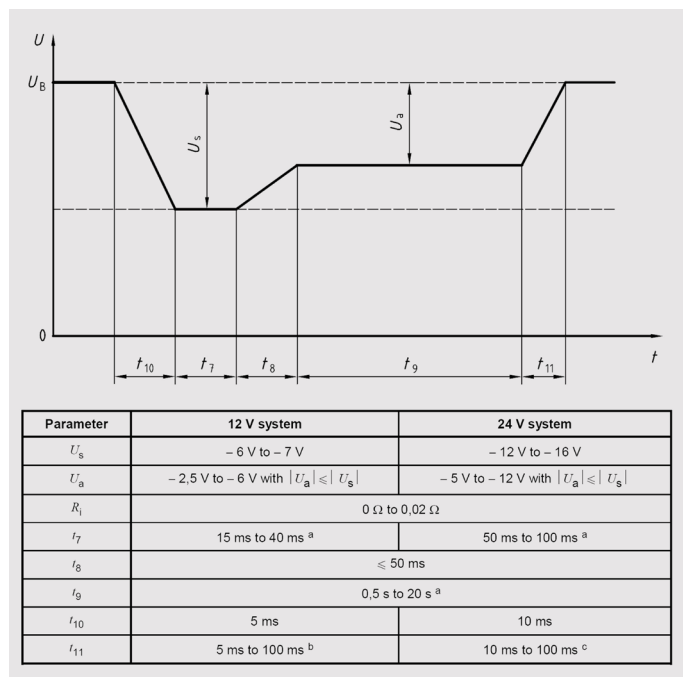 U
U_B
U_s
U_a
0
t
t_10 t_7 t_8 t_9 t_11
Parameter 12 V system 24 V system
U_s – 6 V to – 7 V – 12 V to – 16 V
U_a – 2,5 V to – 6 V with |U_a| ⩽ |U_s| – 5 V to – 12 V with |U_a| ⩽ |U_s|
R_i 0 Ω to 0,02 Ω
t_7 15 ms to 40 ms ᵃ 50 ms to 100 ms ᵃ
t_8 ⩽ 50 ms
t_9 0,5 s to 20 s ᵃ
t_10 5 ms 10 ms
t_11 5 ms to 100 ms ᵇ 10 ms to 100 ms ᶜ